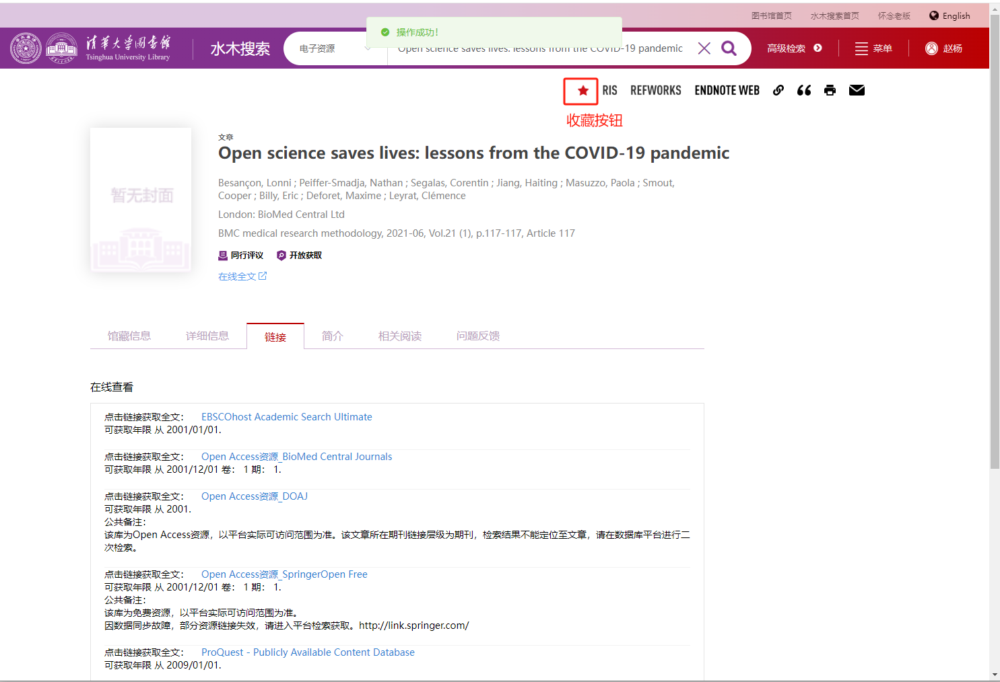 图书馆首页 水木搜索首页 怀念老版 English
操作成功！
清华大学图书馆
Tsinghua University Library
水木搜索
电子资源
Open science saves lives: lessons from the COVID-19 pandemic
高级检索
菜单
赵杨
RIS REFWORKS ENDNOTE WEB
收藏按钮
暂无封面
文章
Open science saves lives: lessons from the COVID-19 pandemic
Besançon, Lonni ; Peiffer-Smadja, Nathan ; Segalas, Corentin ; Jiang, Haiting ; Masuzzo, Paola ; Smout,
Cooper ; Billy, Eric ; Deforet, Maxime ; Leyrat, Clémence
London: BioMed Central Ltd
BMC medical research methodology, 2021-06, Vol.21 (1), p.117-117, Article 117
同行评议 开放获取
在线全文
馆藏信息 详细信息 链接 简介 相关阅读 问题反馈
在线查看
点击链接获取全文： EBSCOhost Academic Search Ultimate
可获取年限 从 2001/01/01.
点击链接获取全文： Open Access资源_BioMed Central Journals
可获取年限 从 2001/12/01 卷： 1 期： 1.
点击链接获取全文： Open Access资源_DOAJ
可获取年限 从 2001.
公共备注：
该库为Open Access资源，以平台实际可访问范围为准。该文章所在期刊链接层级为期刊，检索结果不能定位至文章，请在数据库平台进行二
次检索。
点击链接获取全文： Open Access资源_SpringerOpen Free
可获取年限 从 2001/12/01 卷： 1 期： 1.
公共备注：
该库为免费资源，以平台实际可访问范围为准。
因数据同步故障，部分资源链接失效，请进入平台检索获取。http://link.springer.com/
点击链接获取全文： ProQuest - Publicly Available Content Database
可获取年限 从 2009/01/01.